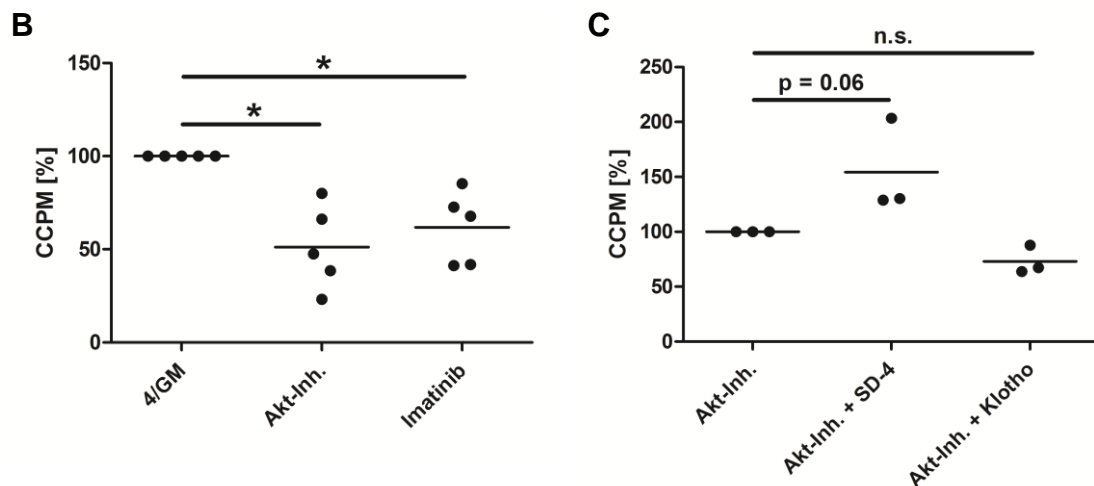 B
*
*
150
100
50
0
CCPM [%]
4/GM
Akt-Inh.
Imatinib
C
n.s.
p = 0.06
250
200
150
100
50
0
CCPM [%]
Akt-Inh.
Akt-Inh. + SD-4
Akt-Inh. + Klotho